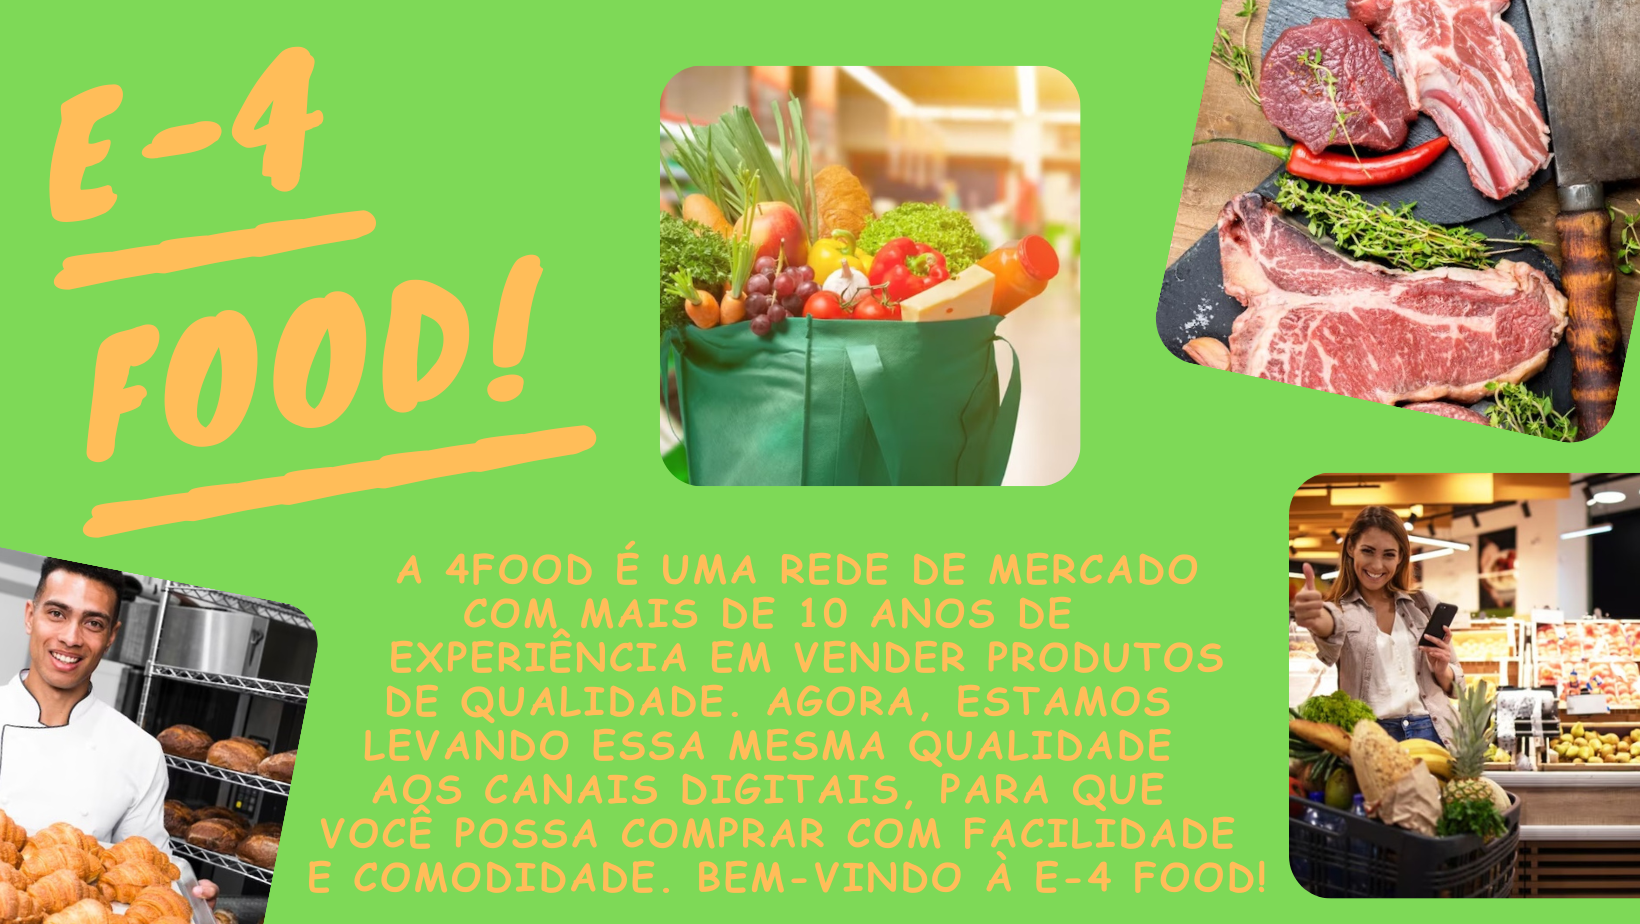 E-4
FOOD!
A 4FOOD É UMA REDE DE MERCADO
COM MAIS DE 10 ANOS DE
EXPERIÊNCIA EM VENDER PRODUTOS
DE QUALIDADE. AGORA, ESTAMOS
LEVANDO ESSA MESMA QUALIDADE
AOS CANAIS DIGITAIS, PARA QUE
VOCÊ POSSA COMPRAR COM FACILIDADE
E COMODIDADE. BEM-VINDO À E-4 FOOD!